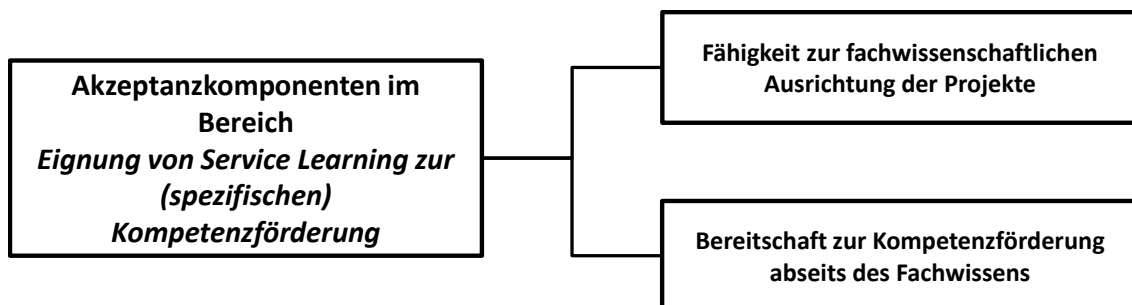 Akzeptanzkomponenten im
Bereich
Eignung von Service Learning zur
(spezifischen)
Kompetenzförderung
Fähigkeit zur fachwissenschaftlichen
Ausrichtung der Projekte
Bereitschaft zur Kompetenzförderung
abseits des Fachwissens